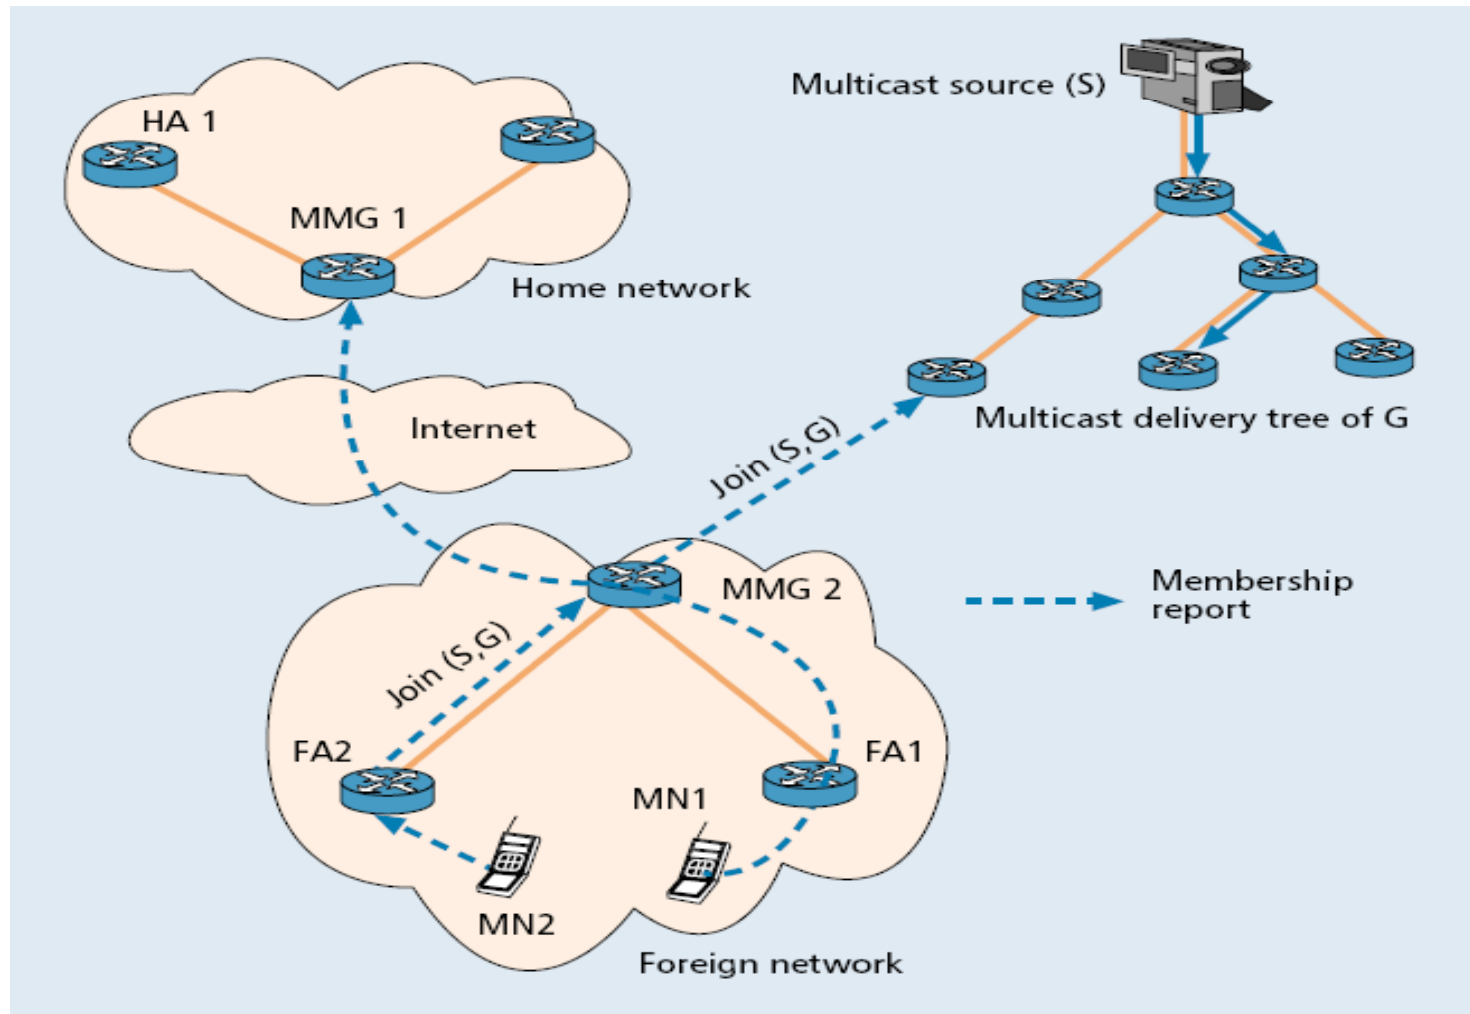 Multicast source (S)
HA 1
MMG 1
Home network
Internet
Multicast delivery tree of G
Join (S,G)
MMG 2
Membership
report
Join (S,G)
FA2
FA1
MN1
MN2
Foreign network